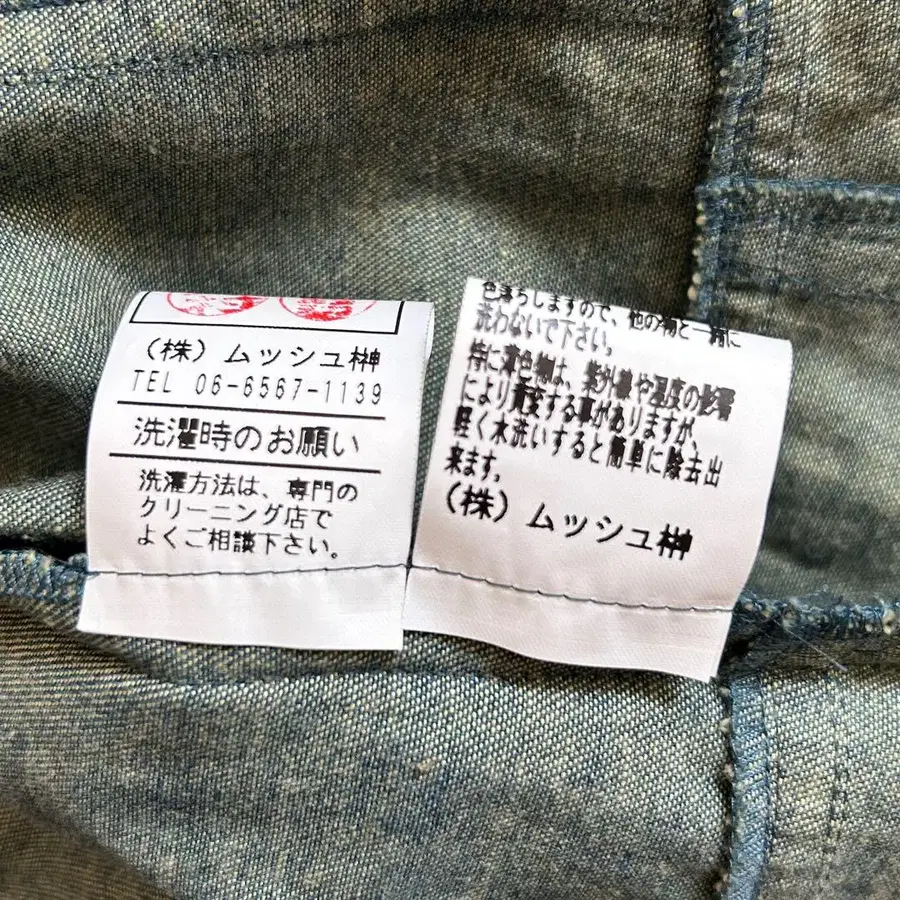 (株)ムッシュ榊
TEL 06-6567-1139
洗濯時のお願い
洗濯方法は、専門の
クリーニング店で
よくご相談下さい。
色落ちしますので、他の物と一緒に
洗わないで下さい。
特に濃色物は、紫外線や湿度の影響
により黄変する事がありますが、
軽く水洗いすると簡単に除去出
来ます。
(株)ムッシュ榊